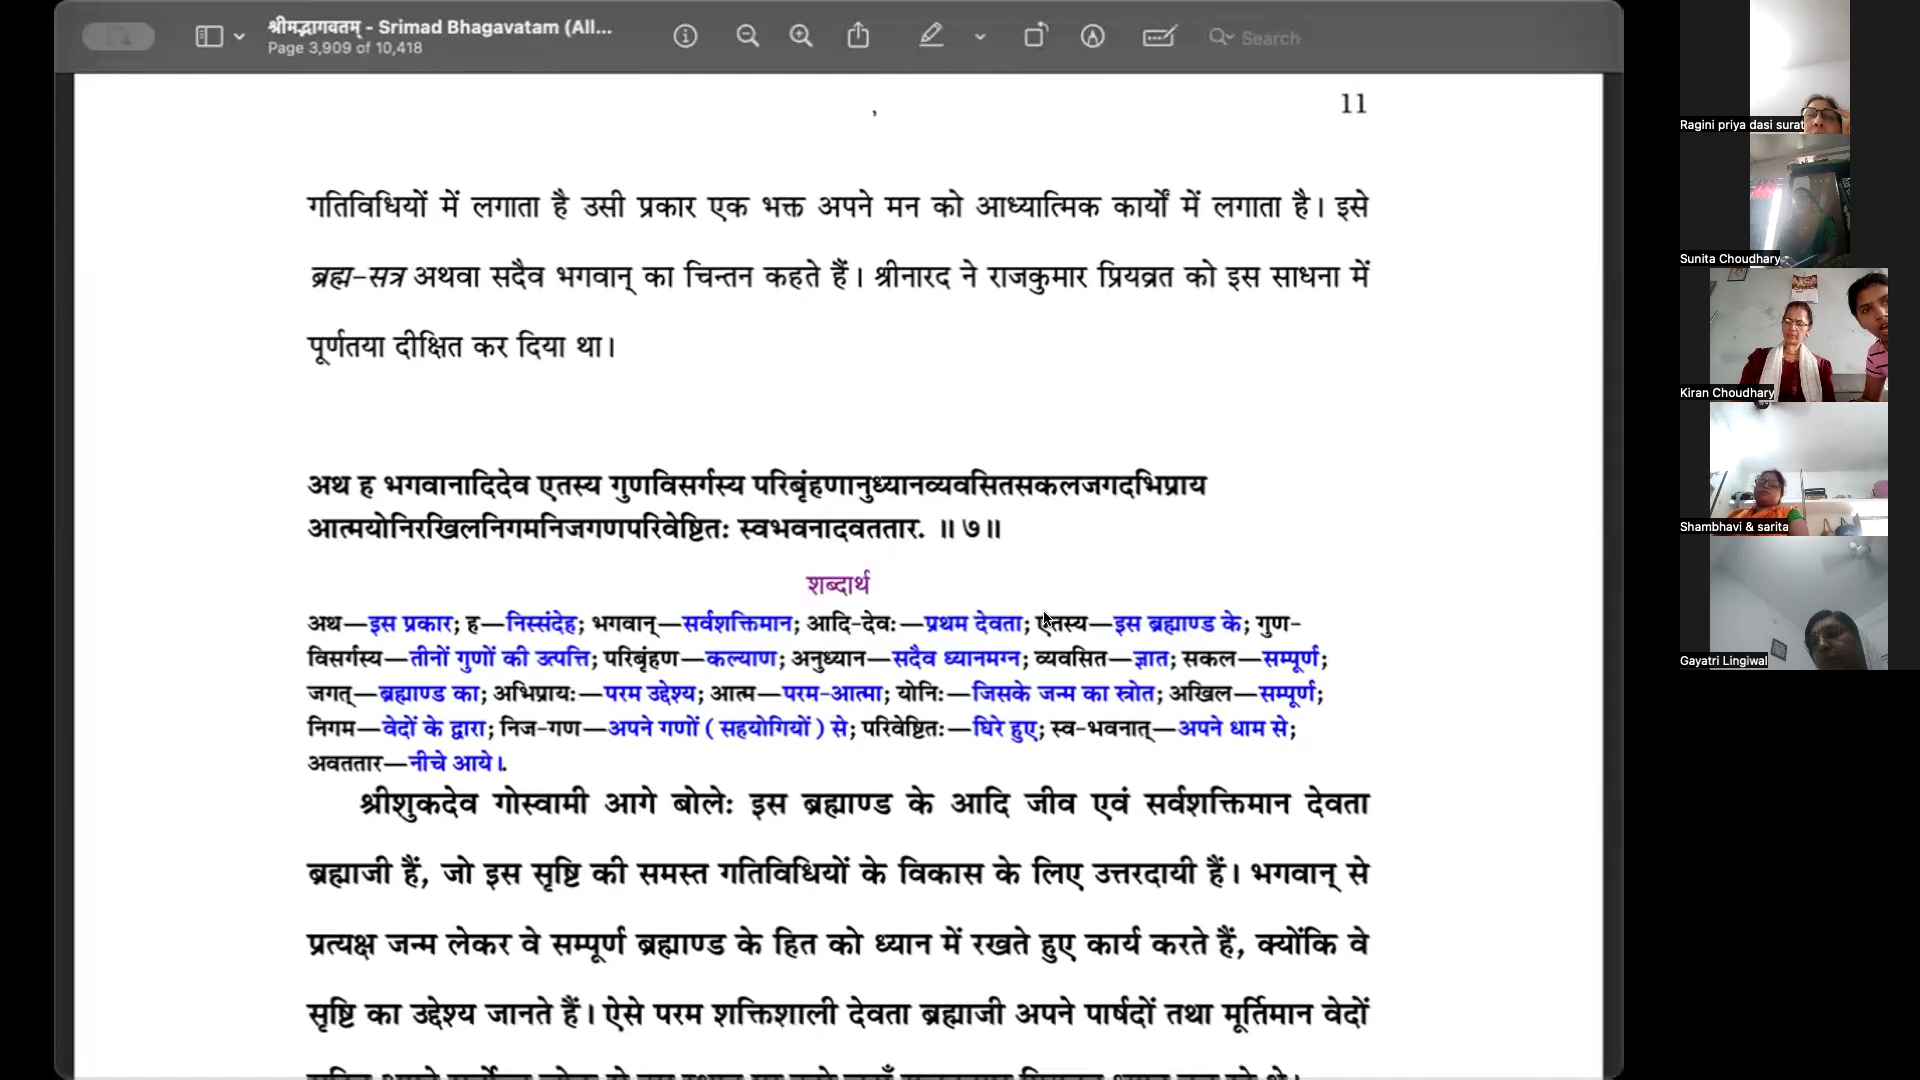 श्रीमद्भागवतम् - Srimad Bhagavatam (All...
Page 3,909 of 10,418
Search
11
गतिविधियों में लगाता है उसी प्रकार एक भक्त अपने मन को आध्यात्मिक कार्यों में लगाता है। इसे
ब्रह्म-सत्र अथवा सदैव भगवान् का चिन्तन कहते हैं। श्रीनारद ने राजकुमार प्रियव्रत को इस साधना में
पूर्णतया दीक्षित कर दिया था।
अथ ह भगवानादिदेव एतस्य गुणविसर्गस्य परिबृंहणानुध्यानव्यवसितसकलजगदभिप्राय
आत्मयोनिरखिलनिगमनिजगणपरिवेष्टितः स्वभवनादवततार. ॥ ७॥
शब्दार्थ
अथ—इस प्रकार; ह—निस्संदेह; भगवान्—सर्वशक्तिमान; आदि-देवः—प्रथम देवता; एतस्य—इस ब्रह्माण्ड के; गुण-
विसर्गस्य—तीनों गुणों की उत्पत्ति; परिबृंहण—कल्याण; अनुध्यान—सदैव ध्यानमग्न; व्यवसित—ज्ञात; सकल—सम्पूर्ण;
जगत्—ब्रह्माण्ड का; अभिप्रायः—परम उद्देश्य; आत्म—परम-आत्मा; योनिः—जिसके जन्म का स्रोत; अखिल—सम्पूर्ण;
निगम—वेदों के द्वारा; निज-गण—अपने गणों ( सहयोगियों ) से; परिवेष्टितः—घिरे हुए; स्व-भवनात्—अपने धाम से;
अवततार—नीचे आये।.
श्रीशुकदेव गोस्वामी आगे बोलेः इस ब्रह्माण्ड के आदि जीव एवं सर्वशक्तिमान देवता
ब्रह्माजी हैं, जो इस सृष्टि की समस्त गतिविधियों के विकास के लिए उत्तरदायी हैं। भगवान् से
प्रत्यक्ष जन्म लेकर वे सम्पूर्ण ब्रह्माण्ड के हित को ध्यान में रखते हुए कार्य करते हैं, क्योंकि वे
सृष्टि का उद्देश्य जानते हैं। ऐसे परम शक्तिशाली देवता ब्रह्माजी अपने पार्षदों तथा मूर्तिमान वेदों
Ragini priya dasi surat
Sunita Choudhary
Kiran Choudhary
Shambhavi & sarita
Gayatri Lingiwal